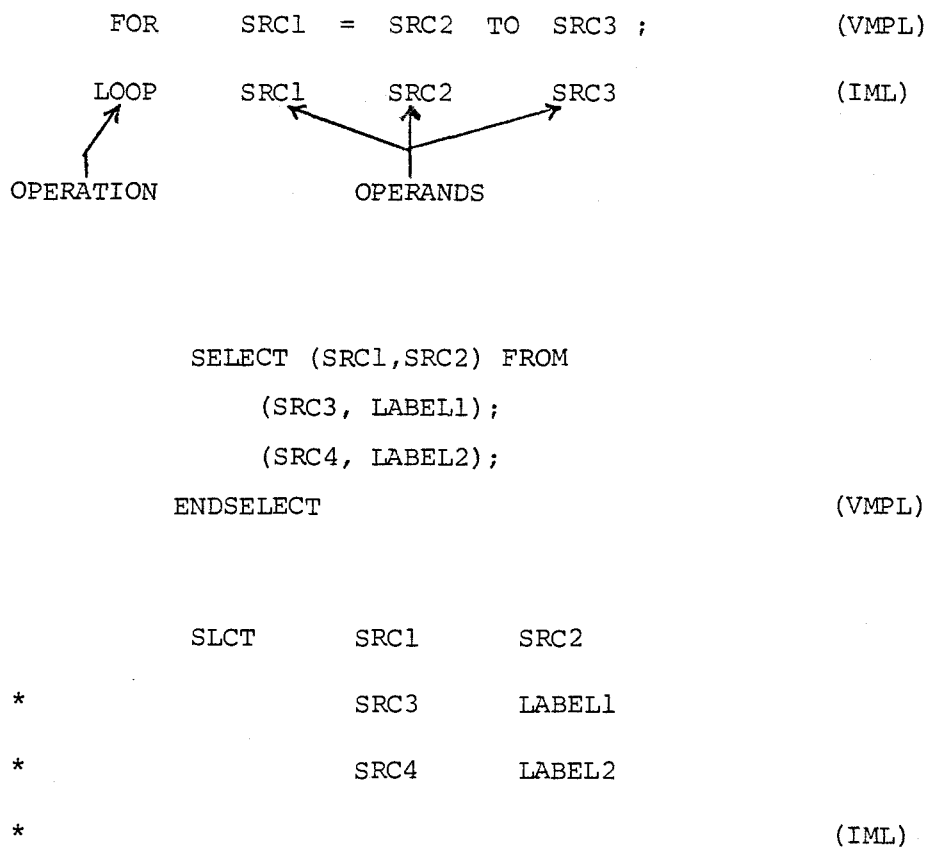 FOR SRC1 = SRC2 TO SRC3 ; (VMPL)
LOOP SRC1 SRC2 SRC3 (IML)
OPERATION OPERANDS
SELECT (SRC1,SRC2) FROM
(SRC3, LABEL1);
(SRC4, LABEL2);
ENDSELECT (VMPL)
SLCT SRC1 SRC2
* SRC3 LABEL1
* SRC4 LABEL2
* (IML)